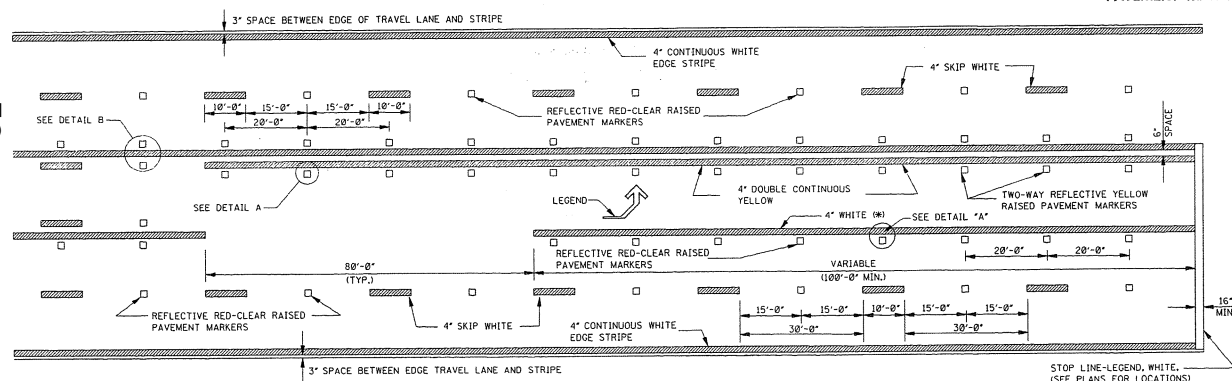 3" SPACE BETWEEN EDGE OF TRAVEL LANE AND STRIPE
4" CONTINUOUS WHITE
EDGE STRIPE
4" SKIP WHITE
10'-0" 15'-0" 15'-0" 10'-0"
20'-0" 20'-0"
REFLECTIVE RED-CLEAR RAISED
PAVEMENT MARKERS
SEE DETAIL B
6"
SPACE
SEE DETAIL A
LEGEND
4" DOUBLE CONTINUOUS
YELLOW
TWO-WAY REFLECTIVE YELLOW
RAISED PAVEMENT MARKERS
4" WHITE (*)
SEE DETAIL "A"
REFLECTIVE RED-CLEAR RAISED
PAVEMENT MARKERS
20'-0" 20'-0"
80'-0"
(TYP.)
VARIABLE
(100'-0" MIN.)
REFLECTIVE RED-CLEAR RAISED
PAVEMENT MARKERS
4" SKIP WHITE
4" CONTINUOUS WHITE
EDGE STRIPE
15'-0" 15'-0" 10'-0" 15'-0" 15'-0"
30'-0" 30'-0"
16"
MIN
3" SPACE BETWEEN EDGE TRAVEL LANE AND STRIPE
STOP LINE-LEGEND, WHITE,
(SEE PLANS FOR LOCATIONS)